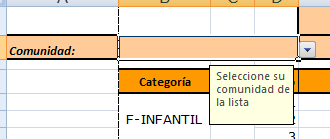 Comunidad:
Categoría
Seleccione su
comunidad de
la lista
F-INFANTIL
3